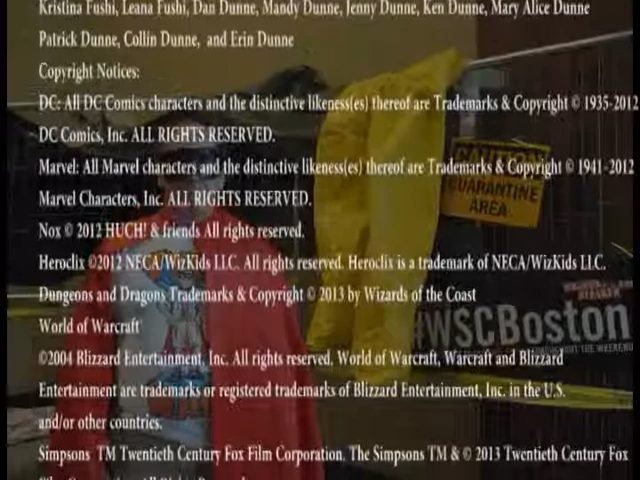 Kristina Fushi, Leana Fushi, Dan Dunne, Mandy Dunne, Jenny Dunne, Ken Dunne, Mary Alice Dunne
Patrick Dunne, Collin Dunne, and Erin Dunne
Copyright Notices:
DC: All DC Comics characters and the distinctive likeness(es) thereof are Trademarks & Copyright © 1935-2012
DC Comics, Inc. ALL RIGHTS RESERVED.
Marvel: All Marvel characters and the distinctive likeness(es) thereof are Trademarks & Copyright © 1941-2012
Marvel Characters, Inc. ALL RIGHTS RESERVED.
Nox © 2012 HUCH! & friends All rights reserved.
Heroclix ©2012 NECA/WizKids LLC. All rights reserved. Heroclix is a trademark of NECA/WizKids LLC.
Dungeons and Dragons Trademarks & Copyright © 2013 by Wizards of the Coast
World of Warcraft
©2004 Blizzard Entertainment, Inc. All rights reserved. World of Warcraft, Warcraft and Blizzard
Entertainment are trademarks or registered trademarks of Blizzard Entertainment, Inc. in the U.S.
and/or other countries.
Simpsons TM Twentieth Century Fox Film Corporation. The Simpsons TM & © 2013 Twentieth Century Fox
CAUTION
QUARANTINE
AREA
#WSCBoston
THE WEEKEND